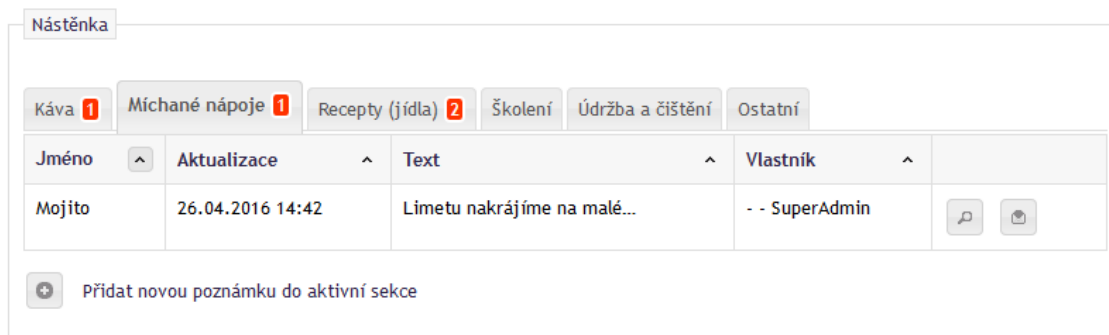 Nástěnka
Káva 1 Míchané nápoje 1 Recepty (jídla) 2 Školení Údržba a čištění Ostatní
Jméno Aktualizace Text Vlastník
Mojito 26.04.2016 14:42 Limetu nakrájíme na malé... - - SuperAdmin
Přidat novou poznámku do aktivní sekce